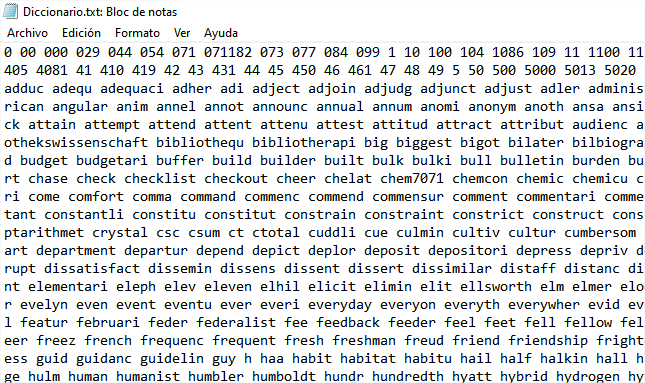 Diccionario.txt: Bloc de notas
Archivo Edición Formato Ver Ayuda
0 00 000 029 044 054 071 071182 073 077 084 099 1 10 100 104 1086 109 11 1100 11
405 4081 41 410 419 42 43 431 44 45 450 46 461 47 48 49 5 50 500 5000 5013 5020
adduc adequ adequaci adher adi adject adjoin adjudg adjunct adjust adler adminis
rican angular anim annel annot announc annual annum anomi anonym anoth ansa ansi
ck attain attempt attend attent attenu attest attitud attract attribut audienc a
othekswissenschaft bibliothequ bibliotherapi big biggest bigot bilater bilbiogra
d budget budgetari buffer build builder built bulk bulki bull bulletin burden bu
rt chase check checklist checkout cheer chelat chem7071 chemcon chemic chemicu c
ri come comfort comma command commenc commend commensur comment commentari comme
tant constantli constitu constitut constrain constraint constrict construct cons
ptarithmet crystal csc csum ct ctotal cuddli cue culmin cultiv cultur cumbersom
art department departur depend depict deplor deposit depositori depress depriv d
rupt dissatisfact dissemin dissens dissent dissert dissimilar distaff distanc di
nt elementari eleph elev eleven elhil elicit elimin elit ellsworth elm elmer elo
r evelyn even event eventu ever everi everyday everyon everyth everywher evid ev
l featur februari feder federalist fee feedback feeder feel feet fell fellow fel
eer freez french frequenc frequent fresh freshman freud friend friendship fright
ess guid guidanc guidelin guy h haa habit habitat habitu hail half halkin hall h
ge hulm human humanist humbler humboldt hundr hundredth hyatt hybrid hydrogen hy